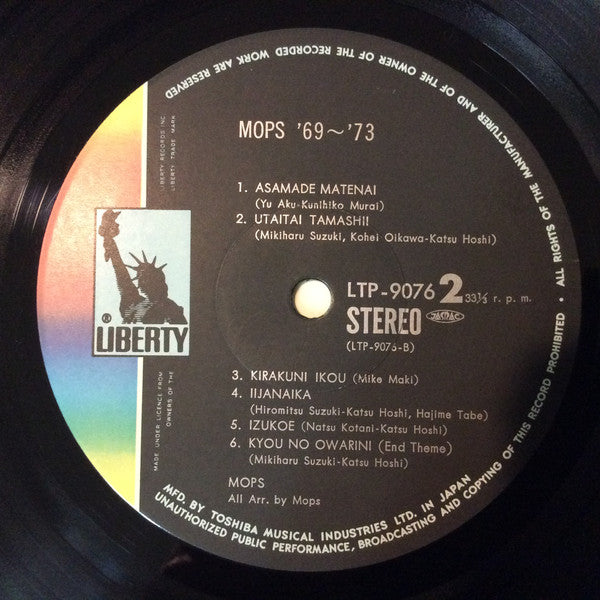 MOPS '69～'73
1. ASAMADE MATENAI
(Yu Aku-Kunihiko Murai)
2. UTAITAI TAMASHII
(Mikiharu Suzuki, Kohei Oikawa-Katsu Hoshi)
LIBERTY RECORDS INC.
LIBERTY TRADE MARK
® LIBERTY
LTP-9076 2 33⅓ r. p. m.
STEREO JASRAC
(LTP-9076-B)
3. KIRAKUNI IKOU (Mike Maki)
4. IIJANAIKA
(Hiromitsu Suzuki-Katsu Hoshi, Hajime Tabe)
5. IZUKOE (Natsu Kotani-Katsu Hoshi)
6. KYOU NO OWARINI (End Theme)
(Mikiharu Suzuki-Katsu Hoshi)
MOPS
All Arr. by Mops
MADE UNDER LICENCE FROM
OWNERS OF THE
MFD. BY TOSHIBA MUSICAL INDUSTRIES LTD. IN JAPAN
UNAUTHORIZED PUBLIC PERFORMANCE, BROADCASTING AND COPYING OF THIS RECORD PROHIBITED • ALL RIGHTS OF THE MANUFACTURER AND OF THE OWNER OF THE RECORDED WORK ARE RESERVED